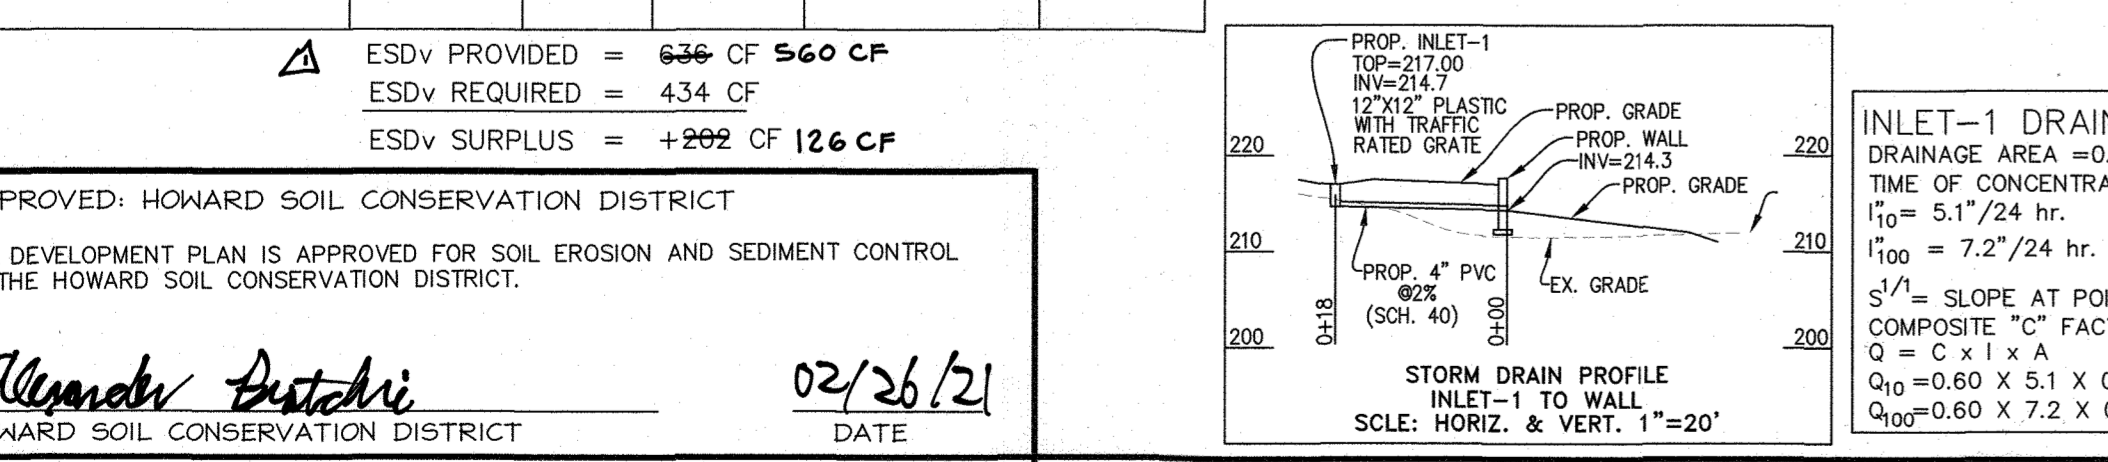 1
ESDv PROVIDED = 636 CF 560 CF
ESDv REQUIRED = 434 CF
ESDv SURPLUS = +202 CF 126 CF
PROVED: HOWARD SOIL CONSERVATION DISTRICT
DEVELOPMENT PLAN IS APPROVED FOR SOIL EROSION AND SEDIMENT CONTROL
THE HOWARD SOIL CONSERVATION DISTRICT.
02/26/21
WARD SOIL CONSERVATION DISTRICT
DATE
PROP. INLET-1
TOP=217.00
INV=214.7
12"X12" PLASTIC
WITH TRAFFIC
RATED GRATE
PROP. GRADE
PROP. WALL
INV=214.3
PROP. GRADE
220
220
210
210
200
200
PROP. 4" PVC
@2%
(SCH. 40)
EX. GRADE
0+18
0+00
STORM DRAIN PROFILE
INLET-1 TO WALL
SCLE: HORIZ. & VERT. 1"=20'
INLET-1 DRAIN
DRAINAGE AREA =0.
TIME OF CONCENTRA
I"10= 5.1"/24 hr.
I"100 = 7.2"/24 hr.
S1/1= SLOPE AT POI
COMPOSITE "C" FAC
Q = C x I x A
Q10=0.60 X 5.1 X 0
Q100=0.60 X 7.2 X 0